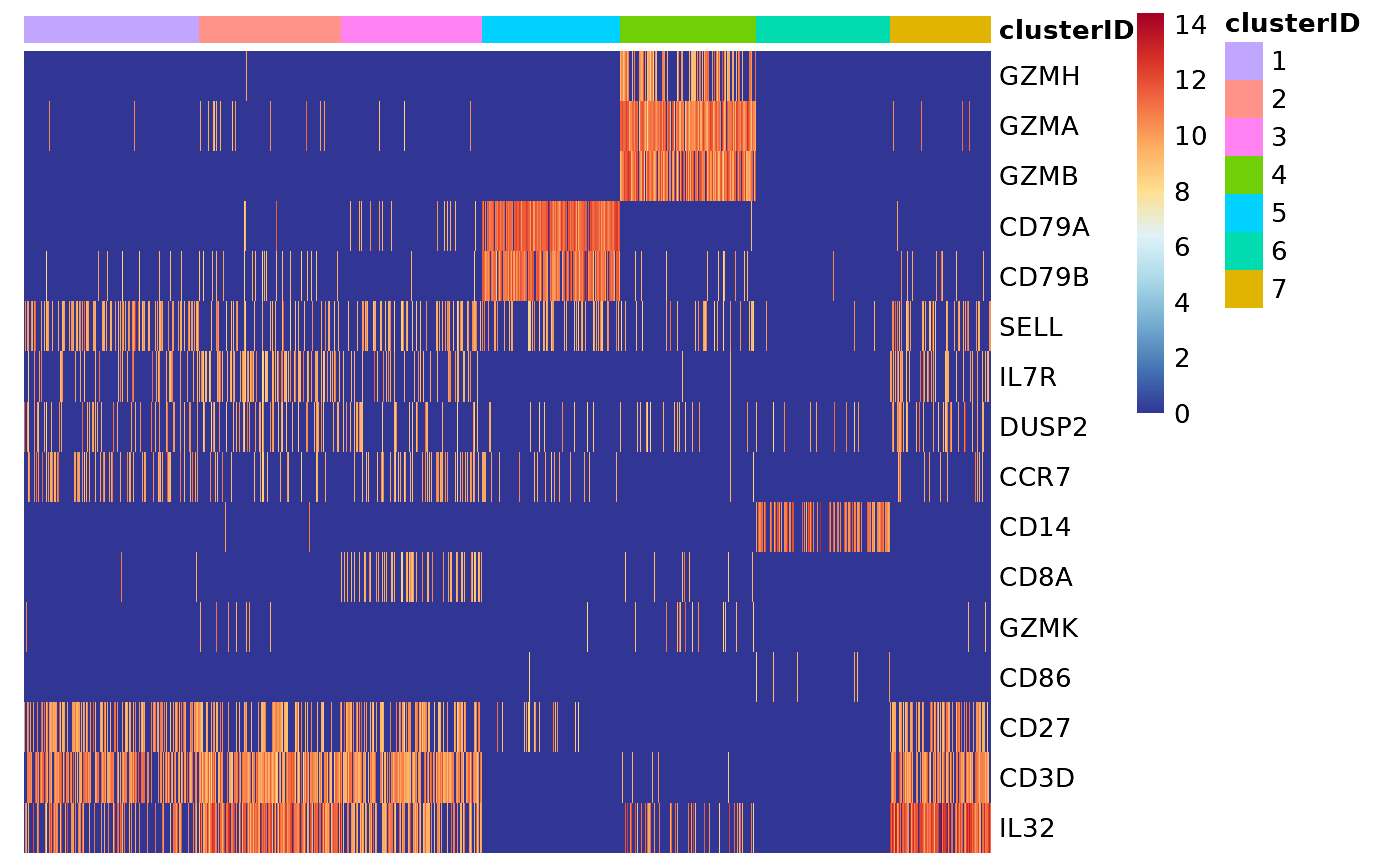 clusterID
GZMH
GZMA
GZMB
CD79A
CD79B
SELL
IL7R
DUSP2
CCR7
CD14
CD8A
GZMK
CD86
CD27
CD3D
IL32
14
12
10
8
6
4
2
0
clusterID
1
2
3
4
5
6
7